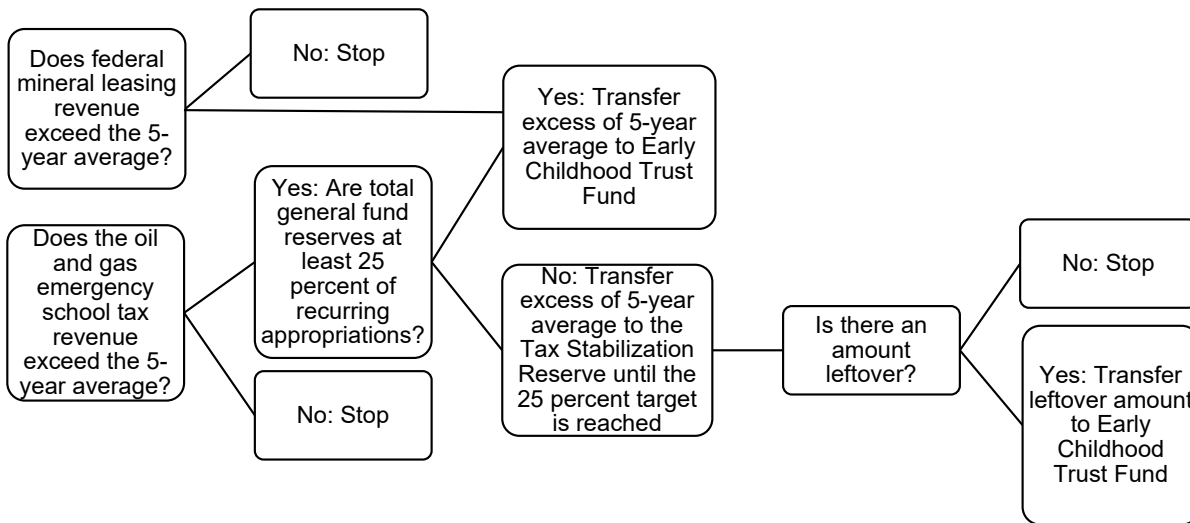 Does federal
mineral leasing
revenue
exceed the 5-
year average?
No: Stop
Yes: Transfer
excess of 5-year
average to Early
Childhood Trust
Fund
Does the oil
and gas
emergency
school tax
revenue
exceed the 5-
year average?
Yes: Are total
general fund
reserves at
least 25
percent of
recurring
appropriations?
No: Stop
No: Transfer
excess of 5-year
average to the
Tax Stabilization
Reserve until the
25 percent target
is reached
Is there an
amount
leftover?
No: Stop
Yes: Transfer
leftover amount
to Early
Childhood
Trust Fund